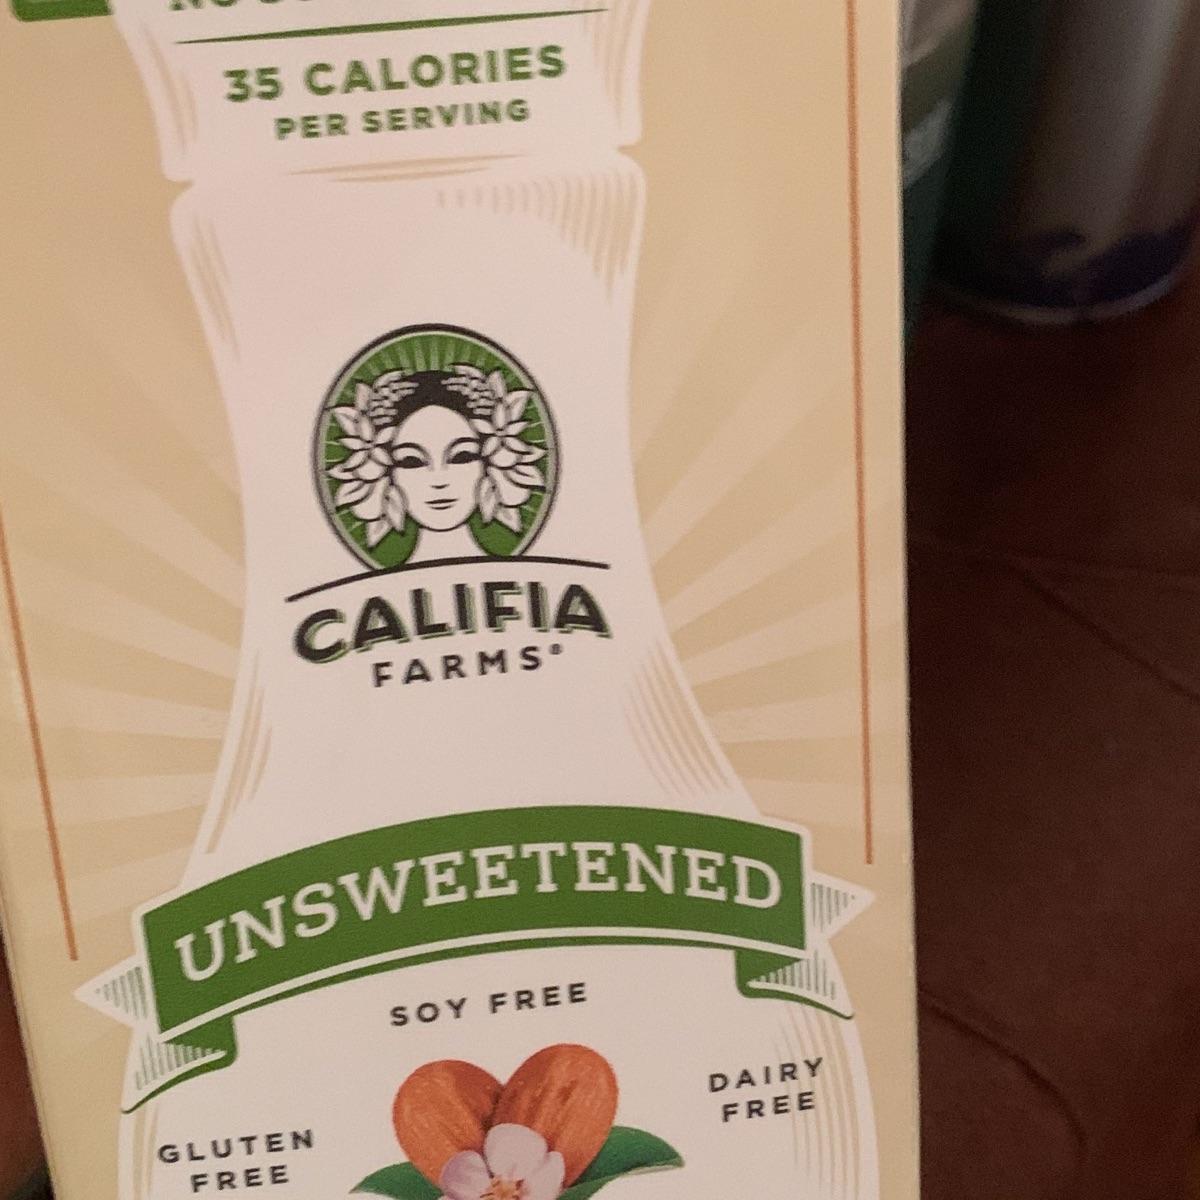 35 CALORIES
PER SERVING
CALIFIA
FARMS®
UNSWEETENED
SOY FREE
DAIRY
FREE
GLUTEN
FREE